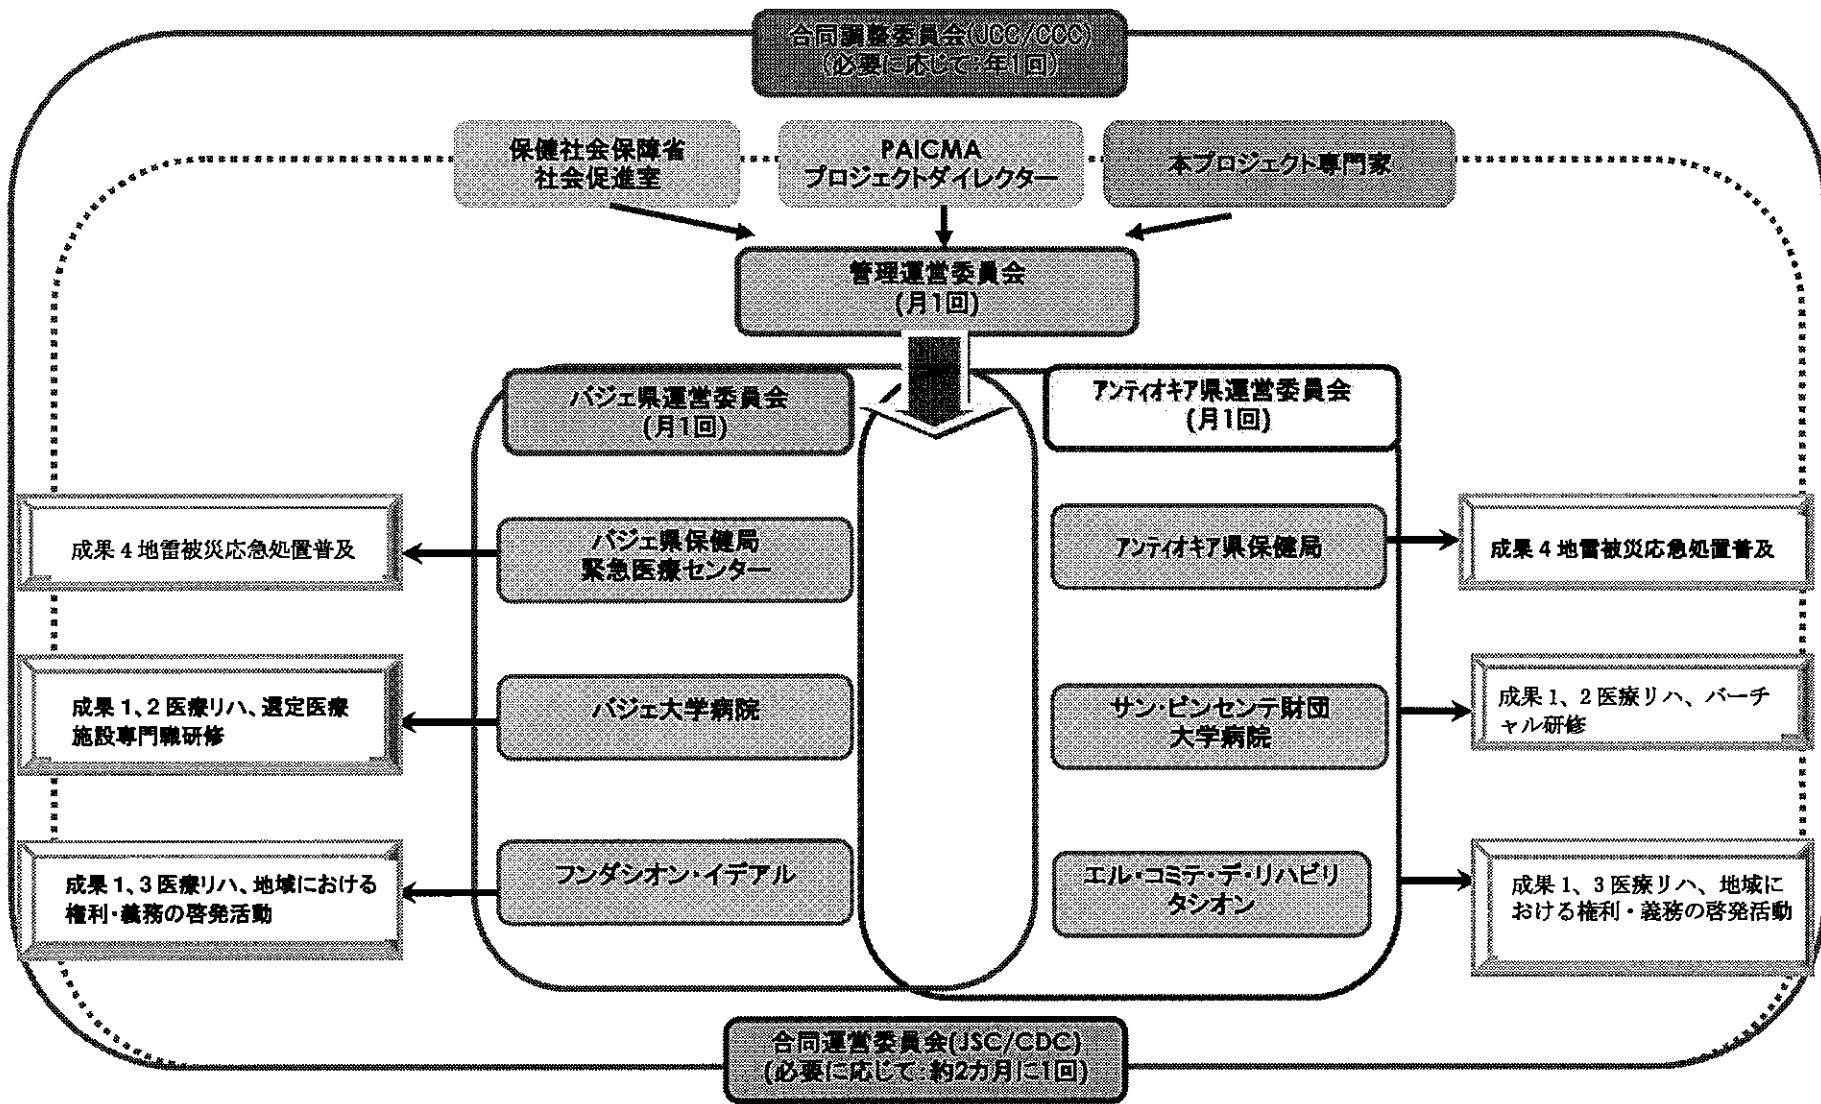 合同調整委員会(JCC/CCC)
(必要に応じて:年1回)
保健社会保障省
社会促進室
PAICMA
プロジェクトダイレクター
本プロジェクト専門家
管理運営委員会
(月1回)
バジェ県運営委員会
(月1回)
アンティオキア県運営委員会
(月1回)
成果 4 地雷被災応急処置普及
バジェ県保健局
緊急医療センター
アンティオキア県保健局
成果 4 地雷被災応急処置普及
成果 1、2 医療リハ、選定医療
施設専門職研修
バジェ大学病院
サン・ビンセンテ財団
大学病院
成果 1、2 医療リハ、バーチ
ャル研修
成果 1、3 医療リハ、地域における
権利・義務の啓発活動
フンダシオン・イデアル
エル・コミテ・デ・リハビリ
タシオン
成果 1、3 医療リハ、地域に
おける権利・義務の啓発活動
合同運営委員会(JSC/CDC)
(必要に応じて:約2カ月に1回)